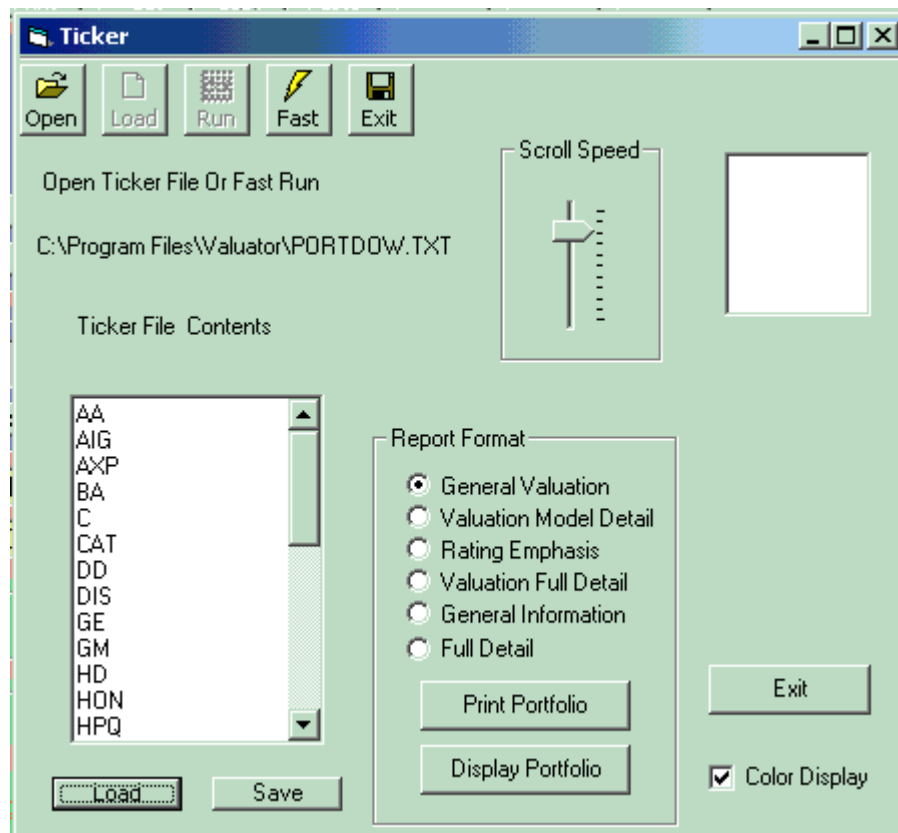 Ticker
Open Load Run Fast Exit
Open Ticker File Or Fast Run
C:\Program Files\Valuator\PORTDOW.TXT
Scroll Speed
Ticker File Contents
AA
AIG
AXP
BA
C
CAT
DD
DIS
GE
GM
HD
HON
HPQ
Load
Save
Report Format
General Valuation
Valuation Model Detail
Rating Emphasis
Valuation Full Detail
General Information
Full Detail
Print Portfolio
Display Portfolio
Exit
Color Display